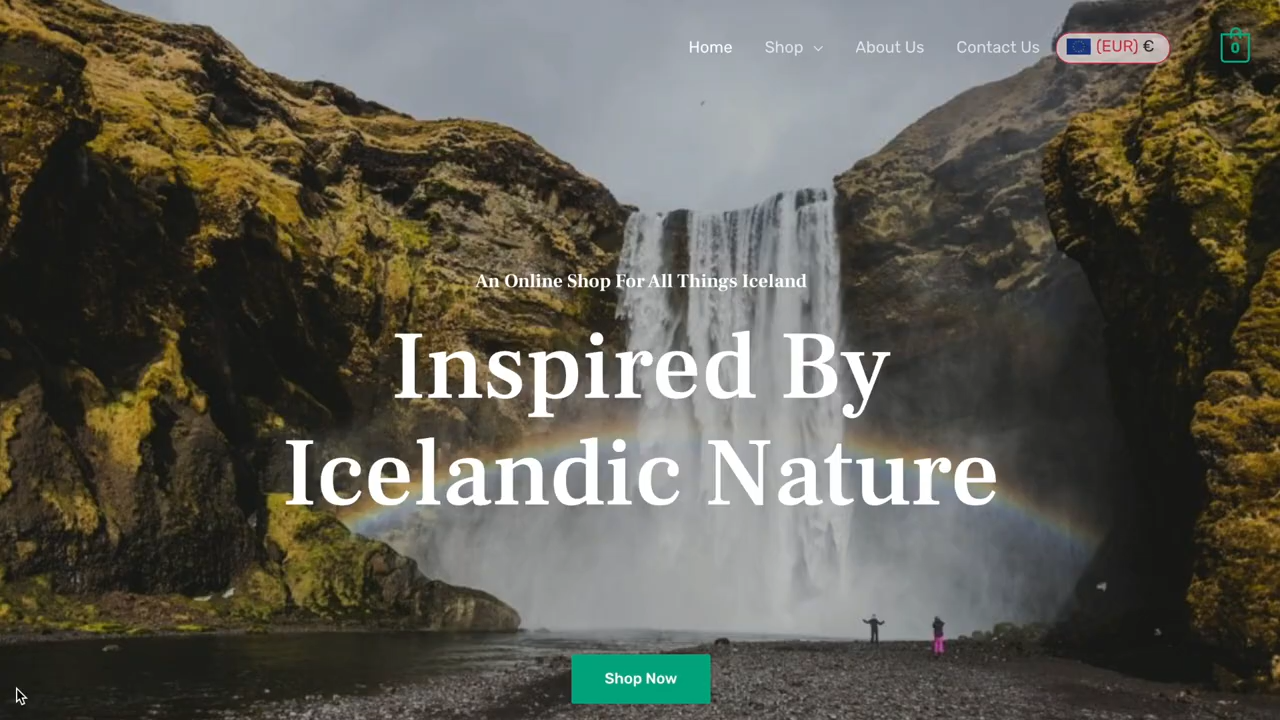 Home Shop About Us Contact Us (EUR) € 0
An Online Shop For All Things Iceland
Inspired By
Icelandic Nature
Shop Now